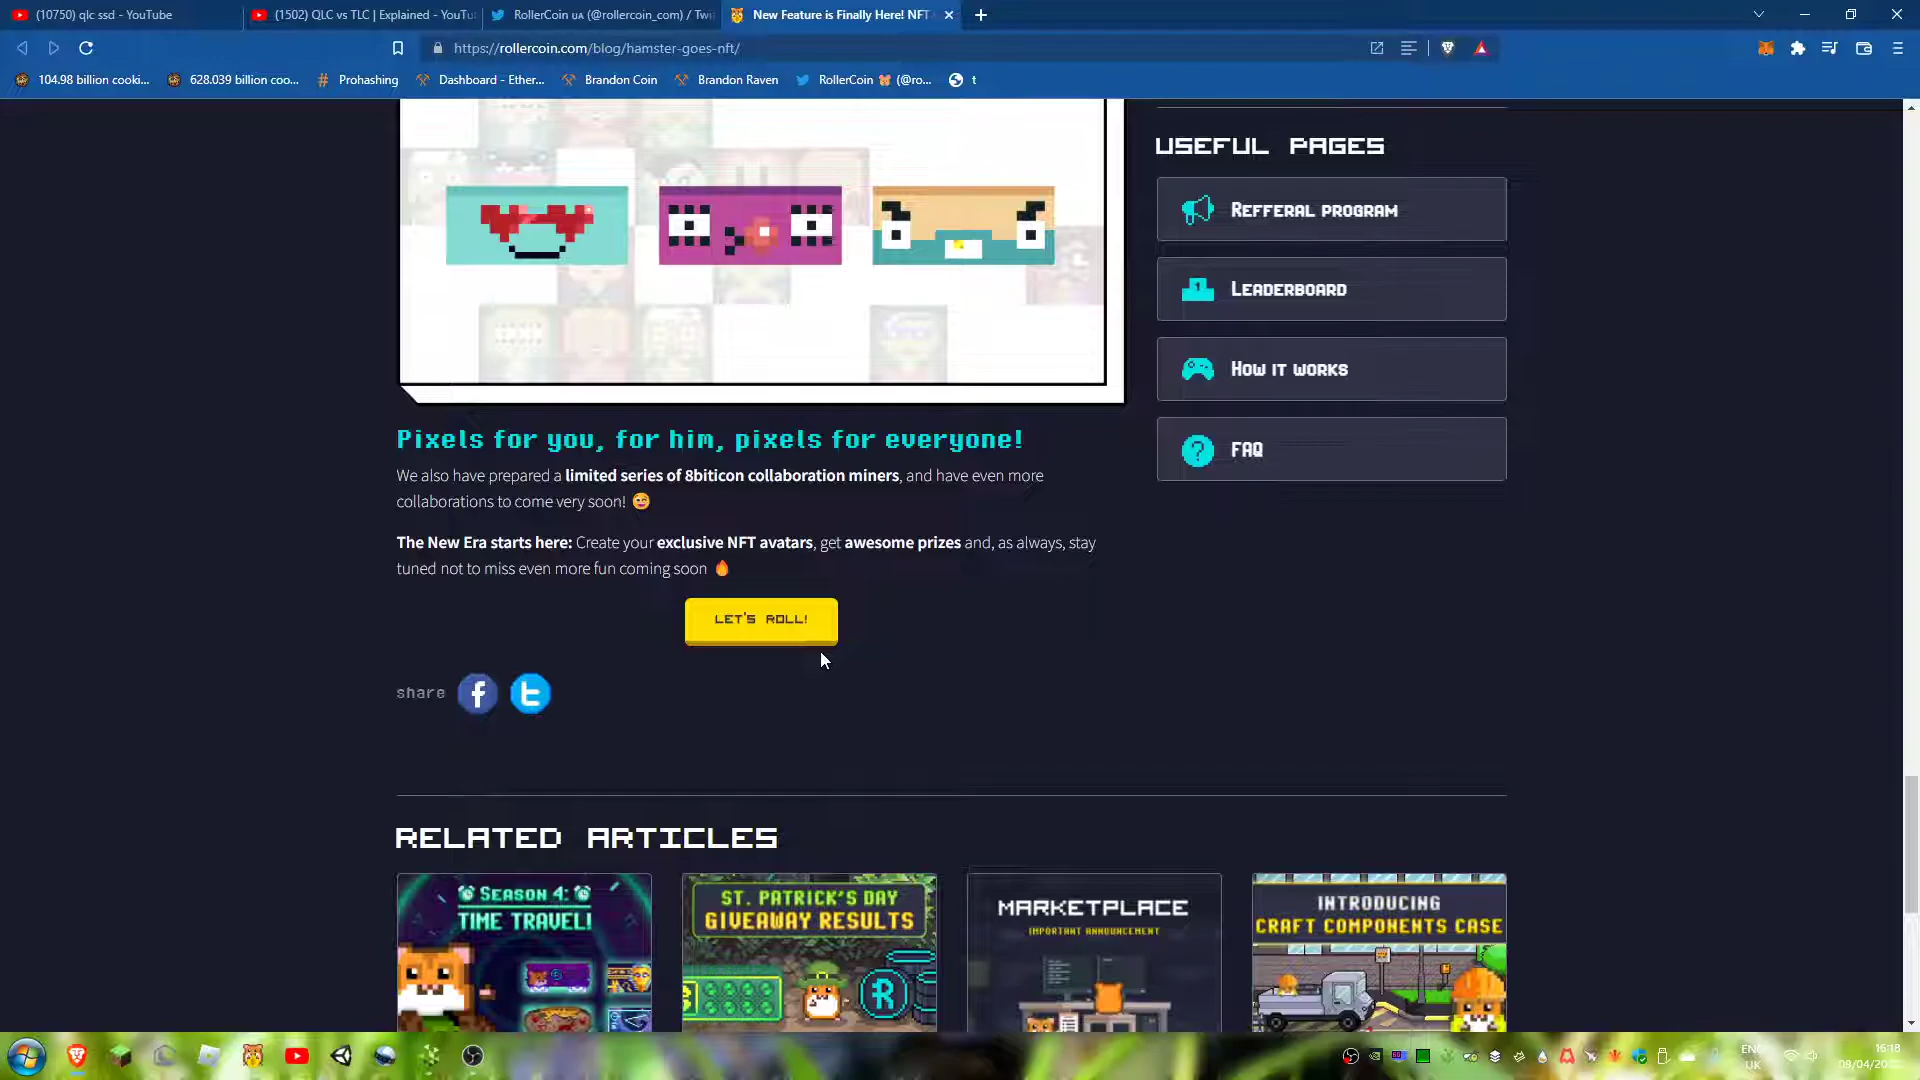 (10750) qlc ssd - YouTube
(1502) QLC vs TLC | Explained - YouTu
RollerCoin UA (@rollercoin_com) / Twi
New Feature is Finally Here! NFT
https://rollercoin.com/blog/hamster-goes-nft/
104.98 billion cooki...
628.039 billion coo...
Prohashing
Dashboard - Ether...
Brandon Coin
Brandon Raven
RollerCoin 🐹 (@ro...
t
USEFUL PAGES
REFFERAL PROGRAM
LEADERBOARD
HOW IT WORKS
FAQ
Pixels for you, for him, pixels for everyone!
We also have prepared a limited series of 8biticon collaboration miners, and have even more
collaborations to come very soon! 😅
The New Era starts here: Create your exclusive NFT avatars, get awesome prizes and, as always, stay
tuned not to miss even more fun coming soon 🔥
LET'S ROLL!
share
RELATED ARTICLES
SEASON 4:
TIME TRAVEL!
ST. PATRICK'S DAY
GIVEAWAY RESULTS
MARKETPLACE
IMPORTANT ANNOUNCEMENT
INTRODUCING
CRAFT COMPONENTS CASE
ENG
UK
16:18